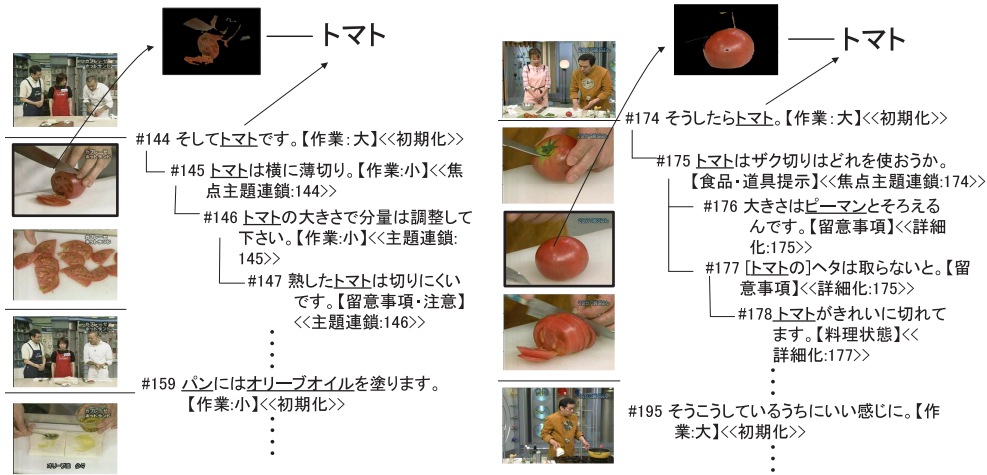 トマト
#144 そしてトマトです。【作業:大】<<初期化>>
#145 トマトは横に薄切り。【作業:小】<<焦
点主題連鎖:144>>
#146 トマトの大きさで分量は調整して
下さい。【作業:小】<<主題連鎖:
145>>
#147 熟したトマトは切りにくい
です。【留意事項・注意】
<<主題連鎖:146>>
#159 パンにはオリーブオイルを塗ります。
【作業:小】<<初期化>>
オリーブ油 少々
トマト
#174 そうしたらトマト。【作業:大】<<初期化>>
#175 トマトはザク切りはどれを使おうか。
【食品・道具提示】<<焦点主題連鎖:174>>
#176 大きさはピーマンとそろえる
んです。【留意事項】<<詳細
化:175>>
#177 [トマトの]ヘタは取らないと。【留
意事項】<<詳細化:175>>
#178 トマトがきれいに切れて
ます。【料理状態】<<
詳細化:177>>
#195 そうこうしているうちにいい感じに。【作
業:大】<<初期化>>